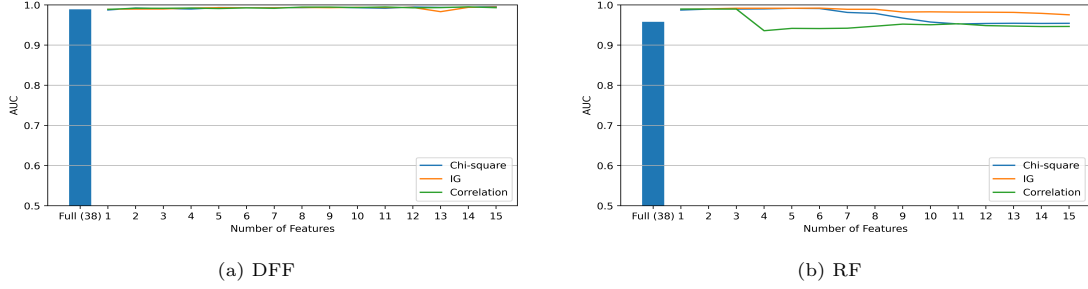 1.0
0.9
0.8
0.7
0.6
0.5
AUC
Full (38) 1 2 3 4 5 6 7 8 9 10 11 12 13 14 15
Number of Features
Chi-square
IG
Correlation
(a) DFF
1.0
0.9
0.8
0.7
0.6
0.5
AUC
Full (38) 1 2 3 4 5 6 7 8 9 10 11 12 13 14 15
Number of Features
Chi-square
IG
Correlation
(b) RF